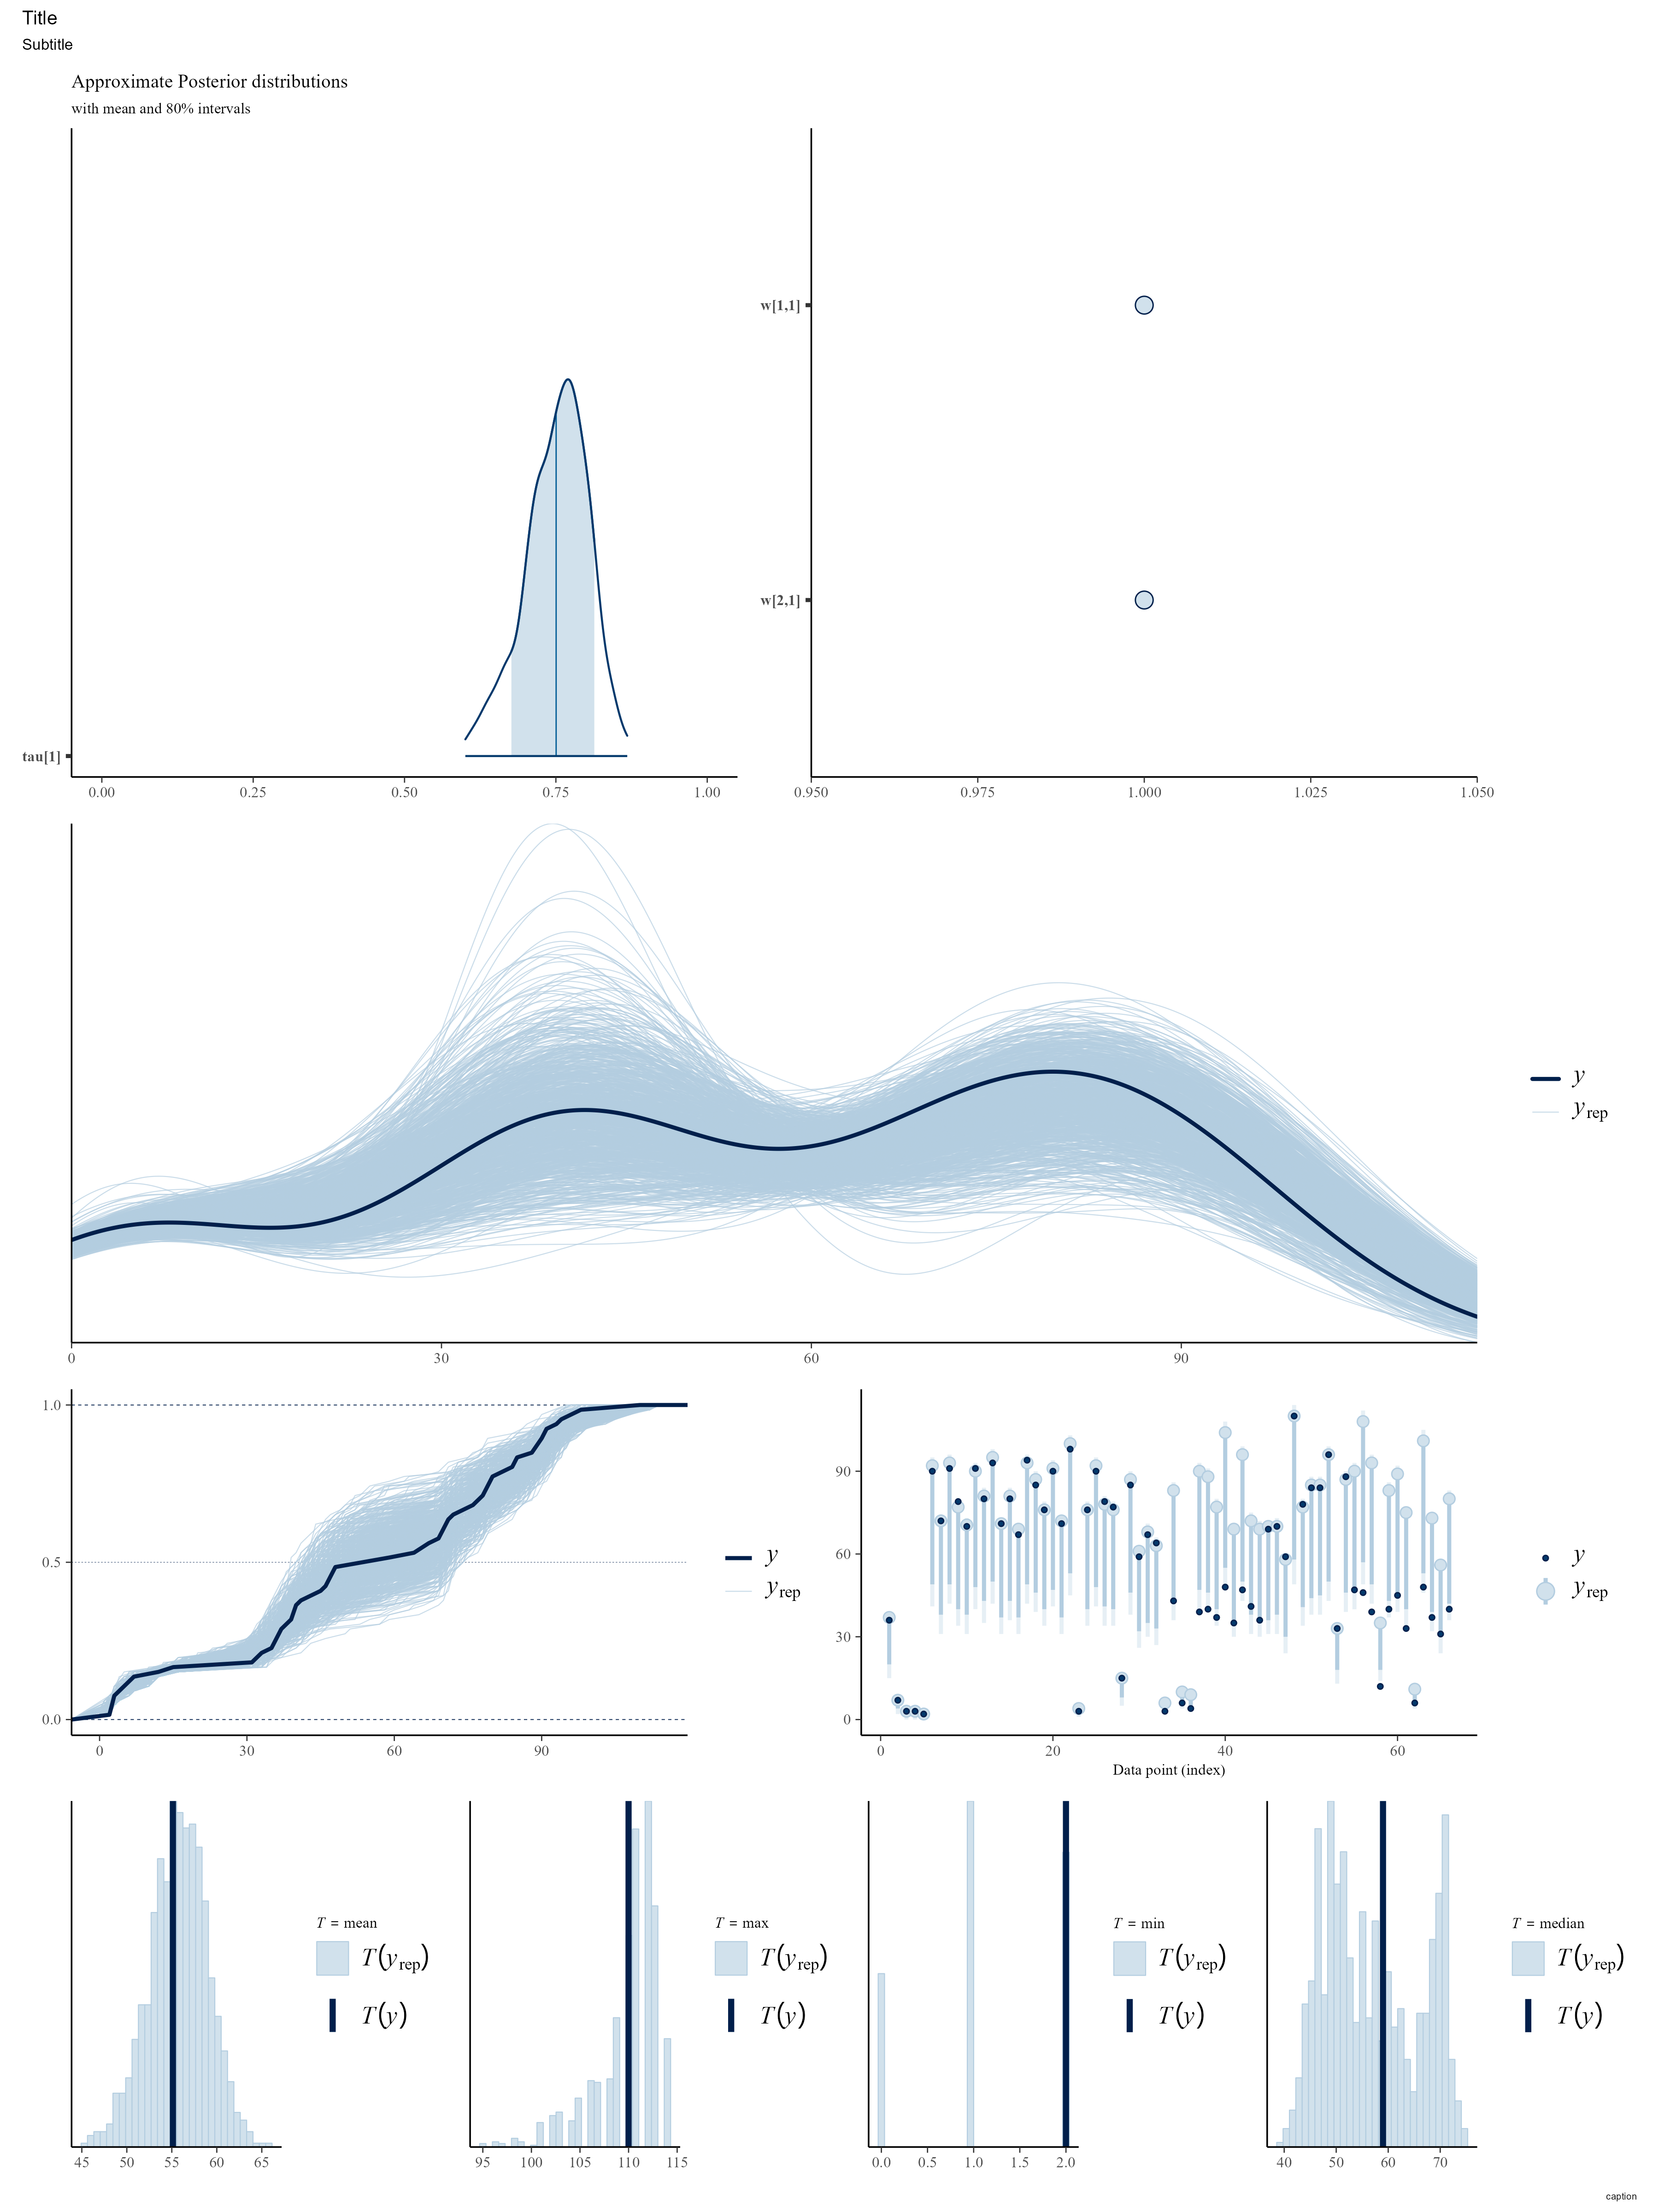 Title
Subtitle
Approximate Posterior distributions
with mean and 80% intervals
tau[1]
0.00 0.25 0.50 0.75 1.00
w[1,1]
w[2,1]
0.950 0.975 1.000 1.025 1.050
0 30 60 90
y
yrep
1.0
0.5
0.0
0 30 60 90
y
yrep
90
60
30
0
0 20 40 60
Data point (index)
y
yrep
45 50 55 60 65
T = mean
T(yrep)
T(y)
95 100 105 110 115
T = max
T(yrep)
T(y)
0.0 0.5 1.0 1.5 2.0
T = min
T(yrep)
T(y)
40 50 60 70
T = median
T(yrep)
T(y)
caption